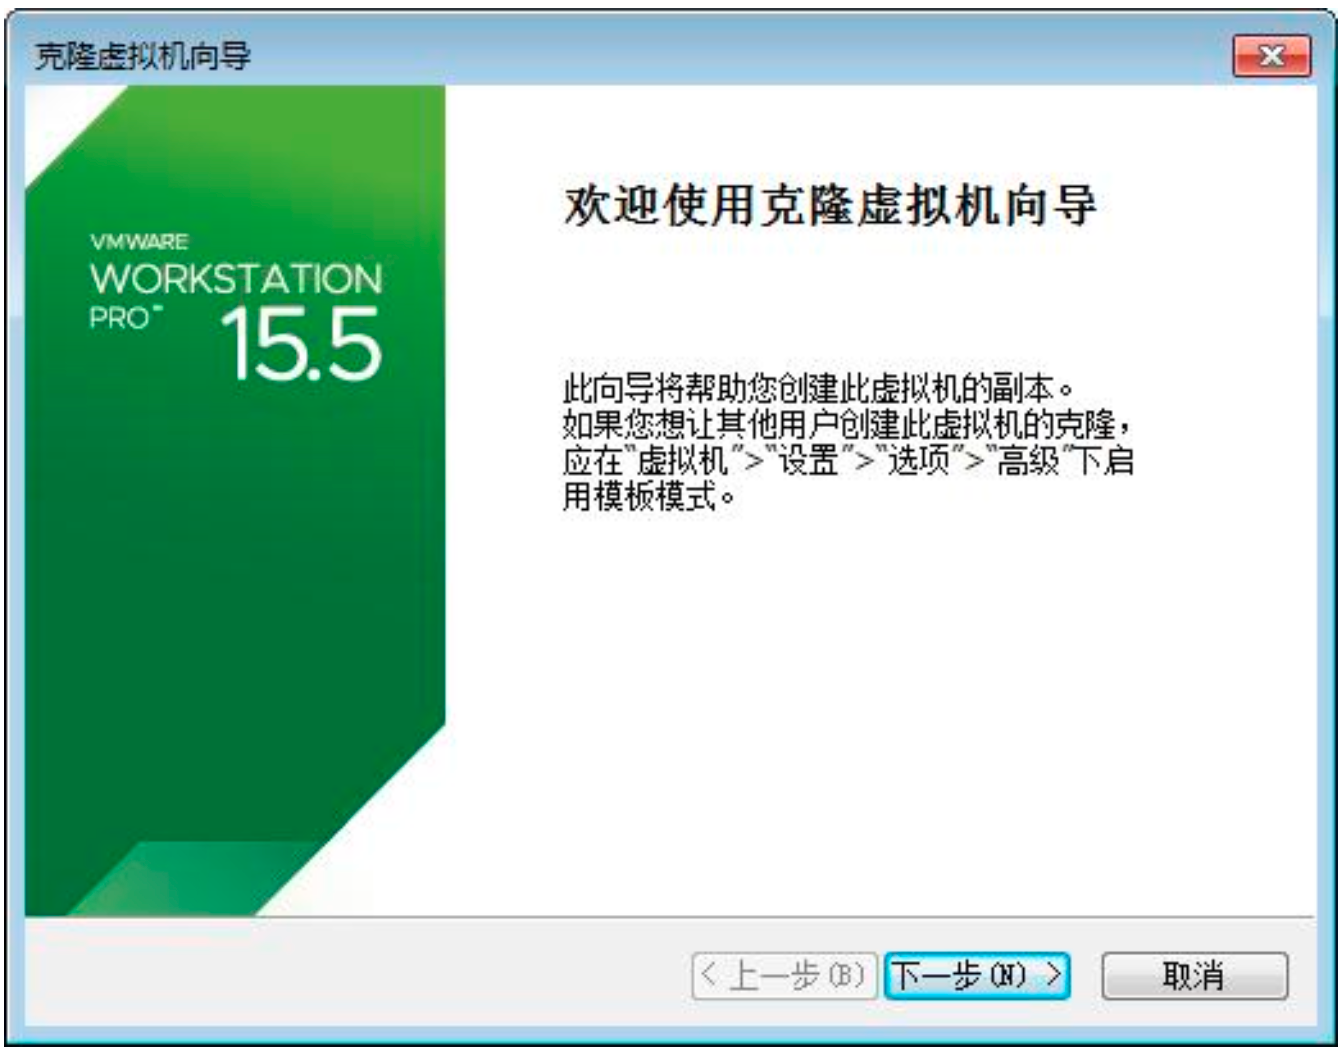 克隆虚拟机向导
VMWARE
WORKSTATION
PRO™
15.5
欢迎使用克隆虚拟机向导
此向导将帮助您创建此虚拟机的副本。
如果您想让其他用户创建此虚拟机的克隆，
应在“虚拟机”>“设置”>“选项”>“高级”下启
用模板模式。
< 上一步(B)
下一步(N) >
取消